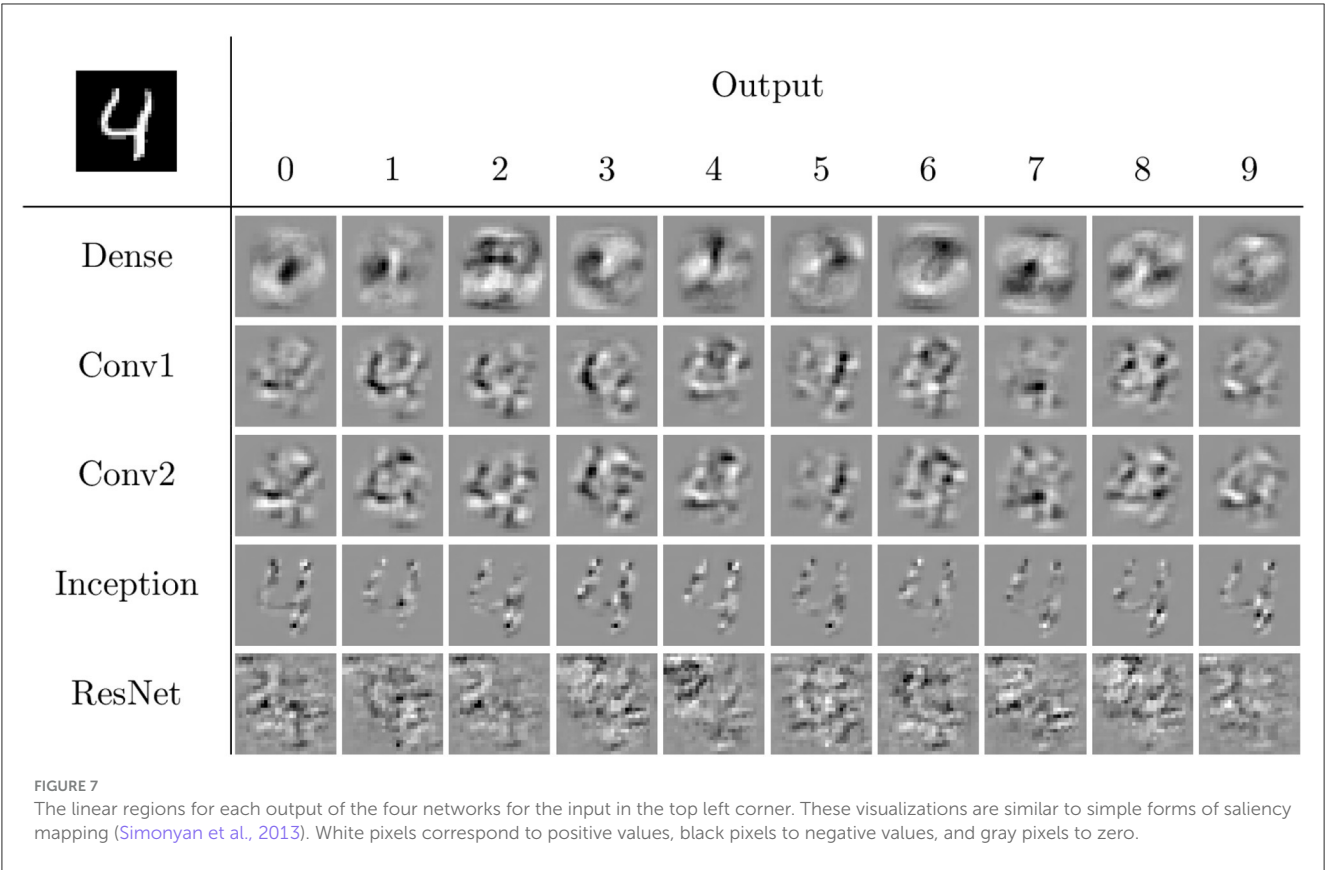 4
Output
0 1 2 3 4 5 6 7 8 9
Dense
Conv1
Conv2
Inception
ResNet
FIGURE 7
The linear regions for each output of the four networks for the input in the top left corner. These visualizations are similar to simple forms of saliency
mapping (Simonyan et al., 2013). White pixels correspond to positive values, black pixels to negative values, and gray pixels to zero.